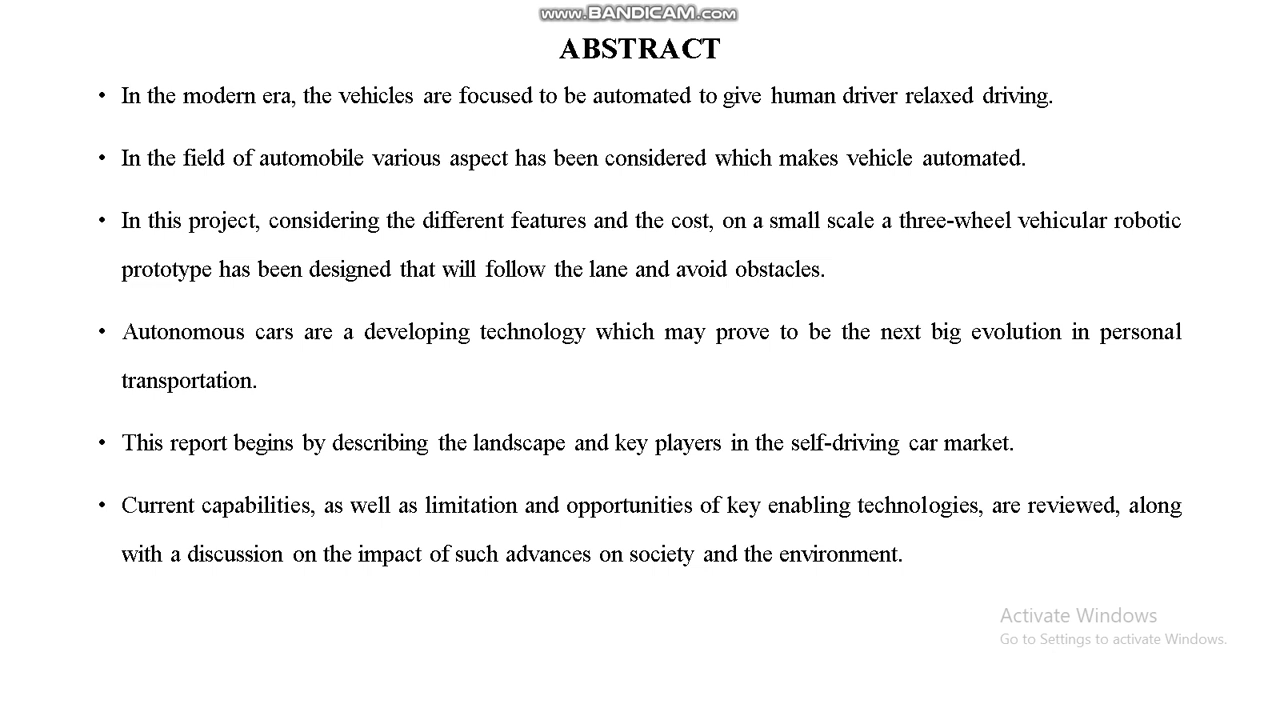 www.BANDICAM.com
ABSTRACT
• In the modern era, the vehicles are focused to be automated to give human driver relaxed driving.
• In the field of automobile various aspect has been considered which makes vehicle automated.
• In this project, considering the different features and the cost, on a small scale a three-wheel vehicular robotic
prototype has been designed that will follow the lane and avoid obstacles.
• Autonomous cars are a developing technology which may prove to be the next big evolution in personal
transportation.
• This report begins by describing the landscape and key players in the self-driving car market.
• Current capabilities, as well as limitation and opportunities of key enabling technologies, are reviewed, along
with a discussion on the impact of such advances on society and the environment.
Activate Windows
Go to Settings to activate Windows.